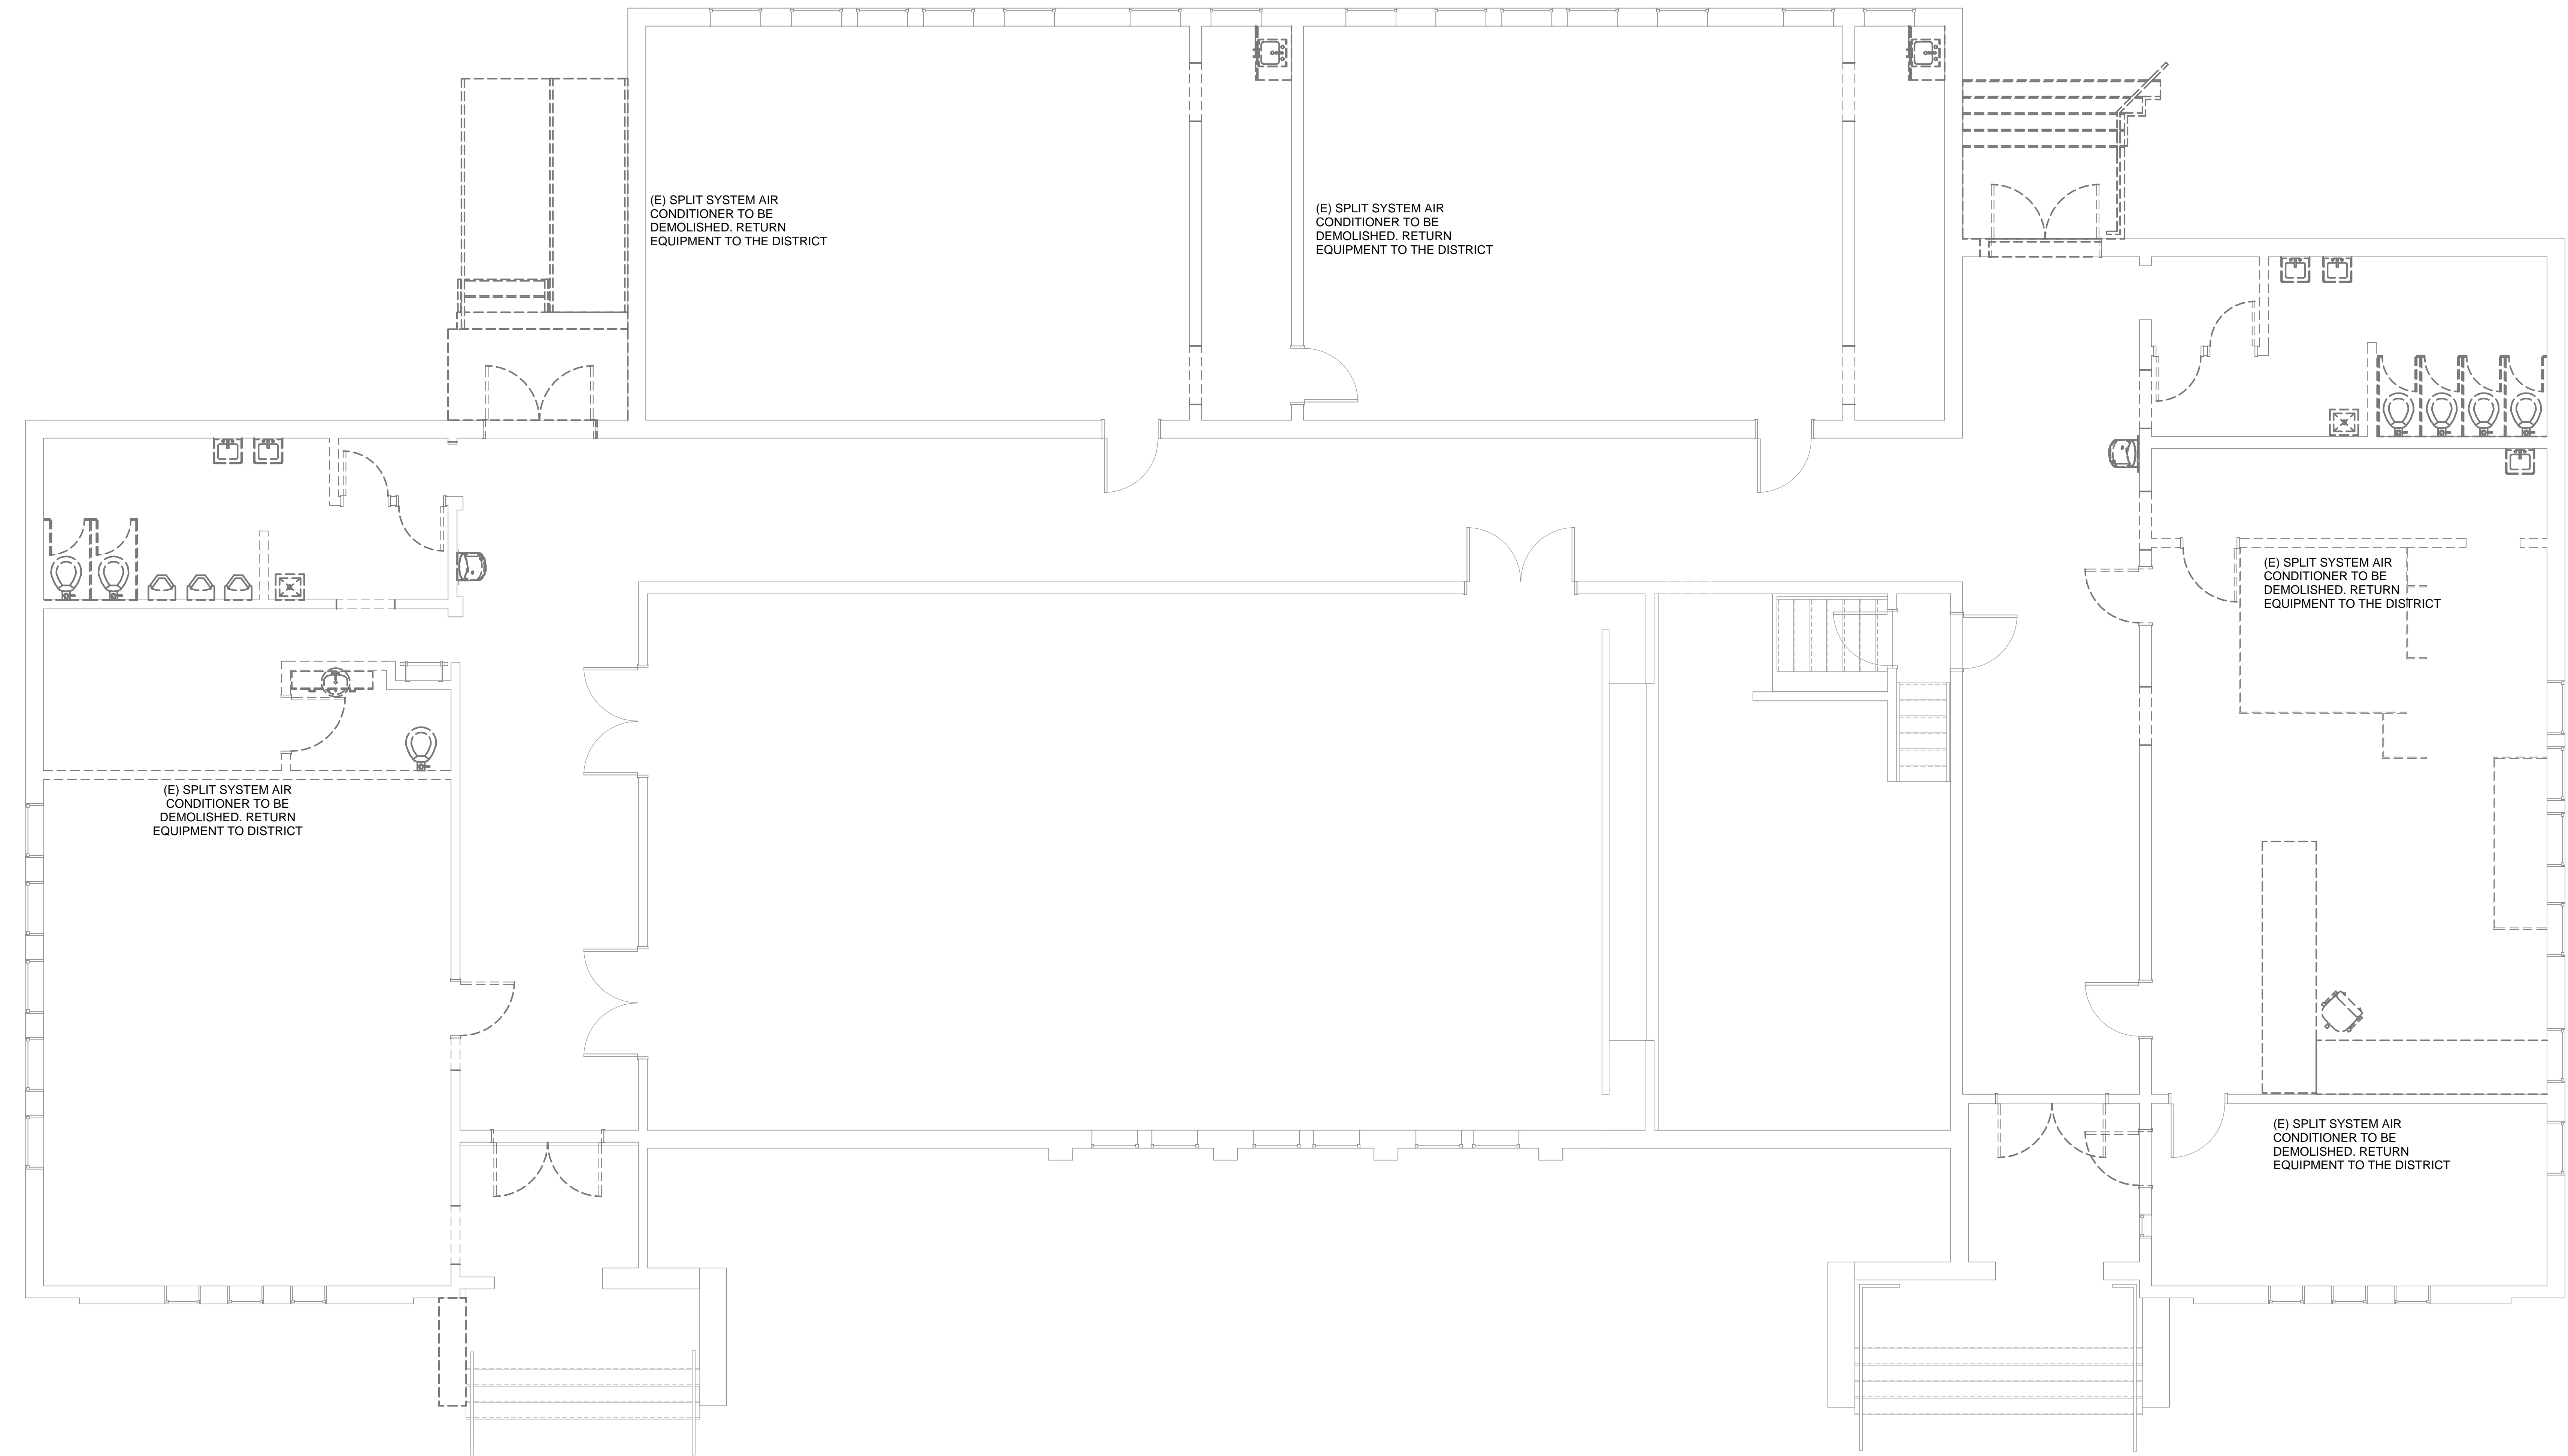 (E) SPLIT SYSTEM AIR
CONDITIONER TO BE
DEMOLISHED. RETURN
EQUIPMENT TO THE DISTRICT
(E) SPLIT SYSTEM AIR
CONDITIONER TO BE
DEMOLISHED. RETURN
EQUIPMENT TO THE DISTRICT
(E) SPLIT SYSTEM AIR
CONDITIONER TO BE
DEMOLISHED. RETURN
EQUIPMENT TO THE DISTRICT
(E) SPLIT SYSTEM AIR
CONDITIONER TO BE
DEMOLISHED. RETURN
EQUIPMENT TO DISTRICT
(E) SPLIT SYSTEM AIR
CONDITIONER TO BE
DEMOLISHED. RETURN
EQUIPMENT TO THE DISTRICT